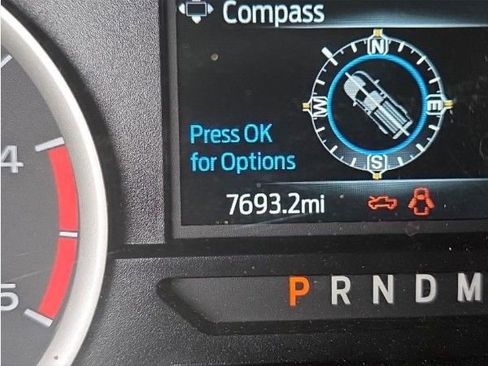 Compass
N
W E
S
Press OK
for Options
7693.2mi
4
5
P R N D M